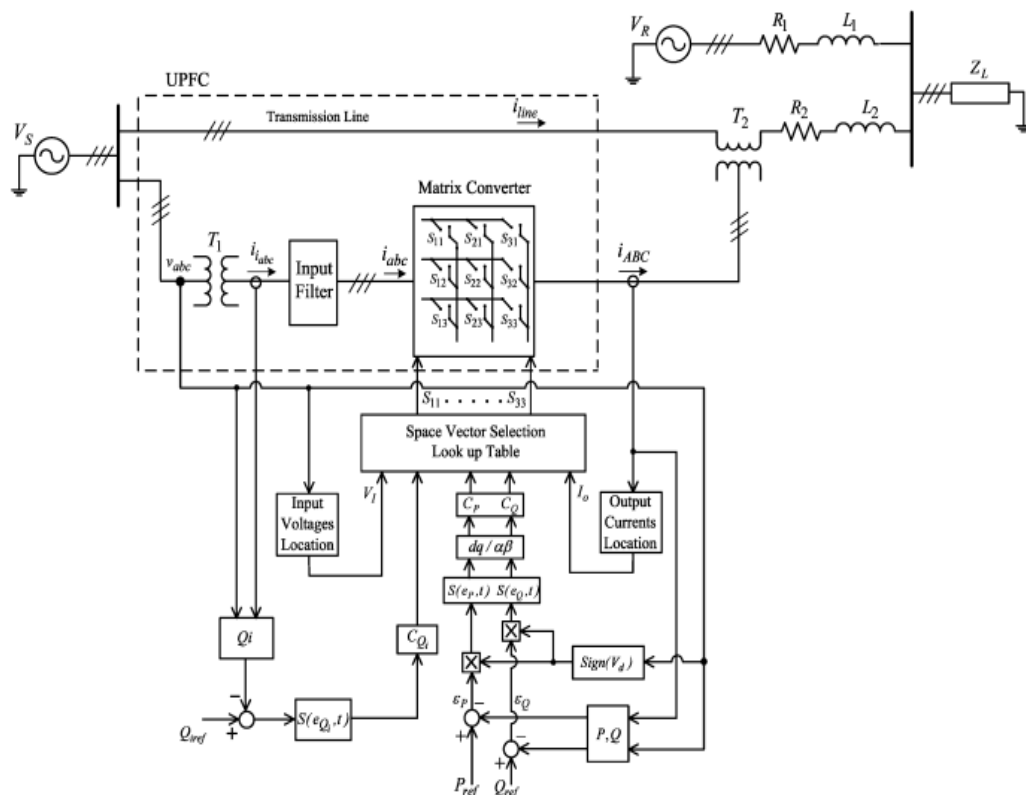 V_R
R_1
L_1
Z_L
UPFC
Transmission Line
i_line
V_S
T_2
R_2
L_2
Matrix Converter
S_11
S_21
S_31
S_12
S_22
S_32
S_13
S_23
S_33
v_abc
T_1
i_iabc
Input
Filter
i_abc
i_ABC
S_11 . . . . . S_33
Space Vector Selection
Look up Table
V_I
I_o
Input
Voltages
Location
C_P C_Q
Output
Currents
Location
dq / αβ
S(e_P,t) S(e_Q,t)
Qi
C_Qi
X
X
Sign(V_d)
−
+
Q_iref
S(e_Qi,t)
ε_P
−
+
ε_Q
−
+
P,Q
P_ref
Q_ref